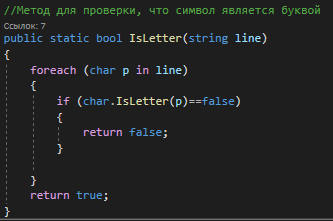 //Метод для проверки, что символ является буквой
Ссылок: 7
public static bool IsLetter(string line)
{
foreach (char p in line)
{
if (char.IsLetter(p)==false)
{
return false;
}
}
return true;
}